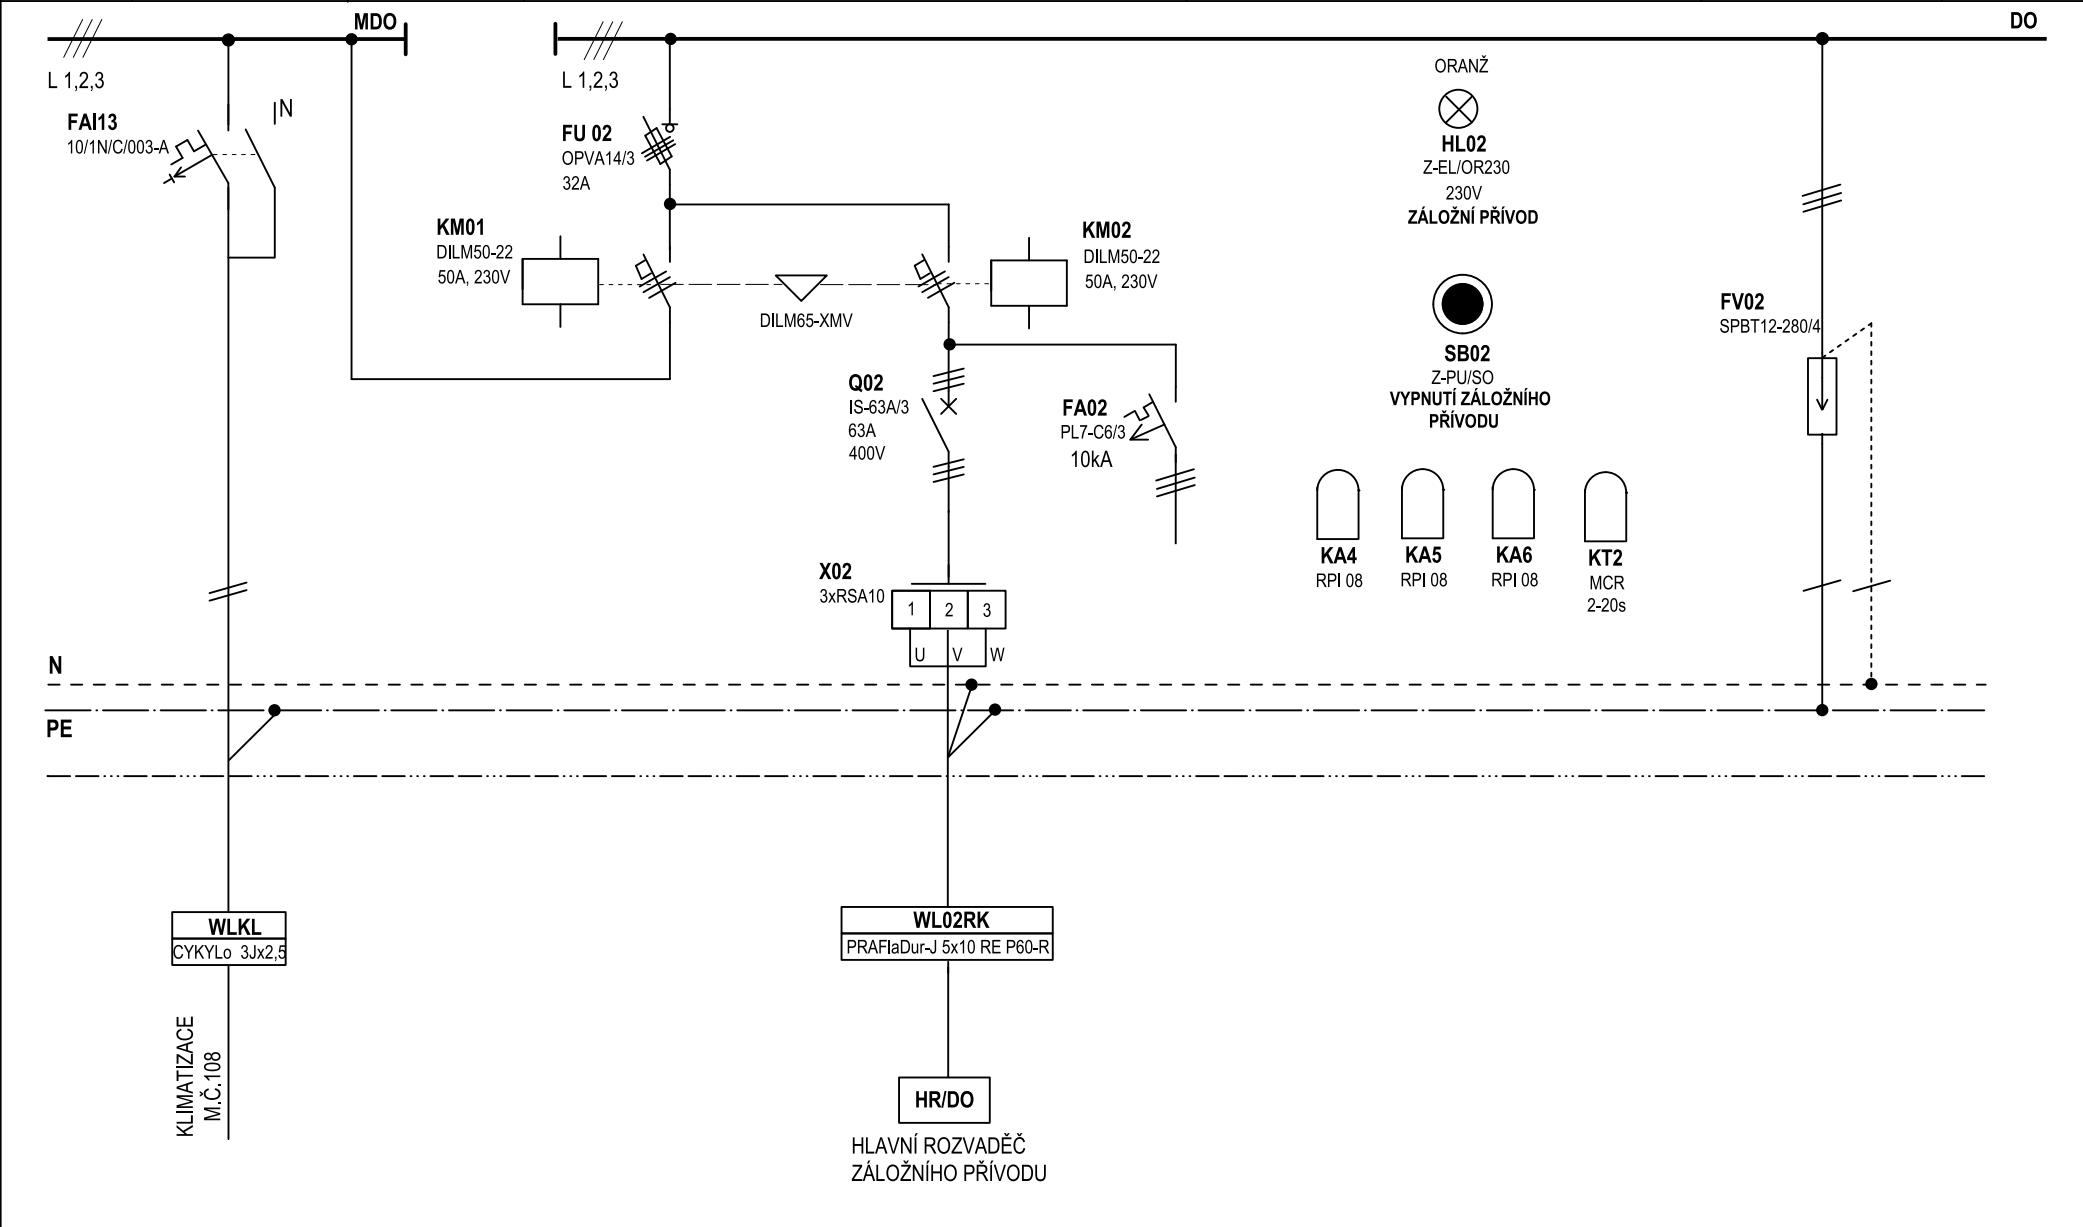 MDO
DO
L 1,2,3
L 1,2,3
FAI13
10/1N/C/003-A
N
FU 02
OPVA14/3
32A
KM01
DILM50-22
50A, 230V
DILM65-XMV
KM02
DILM50-22
50A, 230V
ORANŽ
HL02
Z-EL/OR230
230V
ZÁLOŽNÍ PŘÍVOD
SB02
Z-PU/SO
VYPNUTÍ ZÁLOŽNÍHO
PŘÍVODU
FV02
SPBT12-280/4
Q02
IS-63A/3
63A
400V
FA02
PL7-C6/3
10kA
KA4
RPI 08
KA5
RPI 08
KA6
RPI 08
KT2
MCR
2-20s
X02
3xRSA10
1 2 3
U V W
N
PE
WLKL
CYKYLo 3Jx2,5
KLIMATIZACE
M.Č.108
WL02RK
PRAFlaDur-J 5x10 RE P60-R
HR/DO
HLAVNÍ ROZVADĚČ
ZÁLOŽNÍHO PŘÍVODU